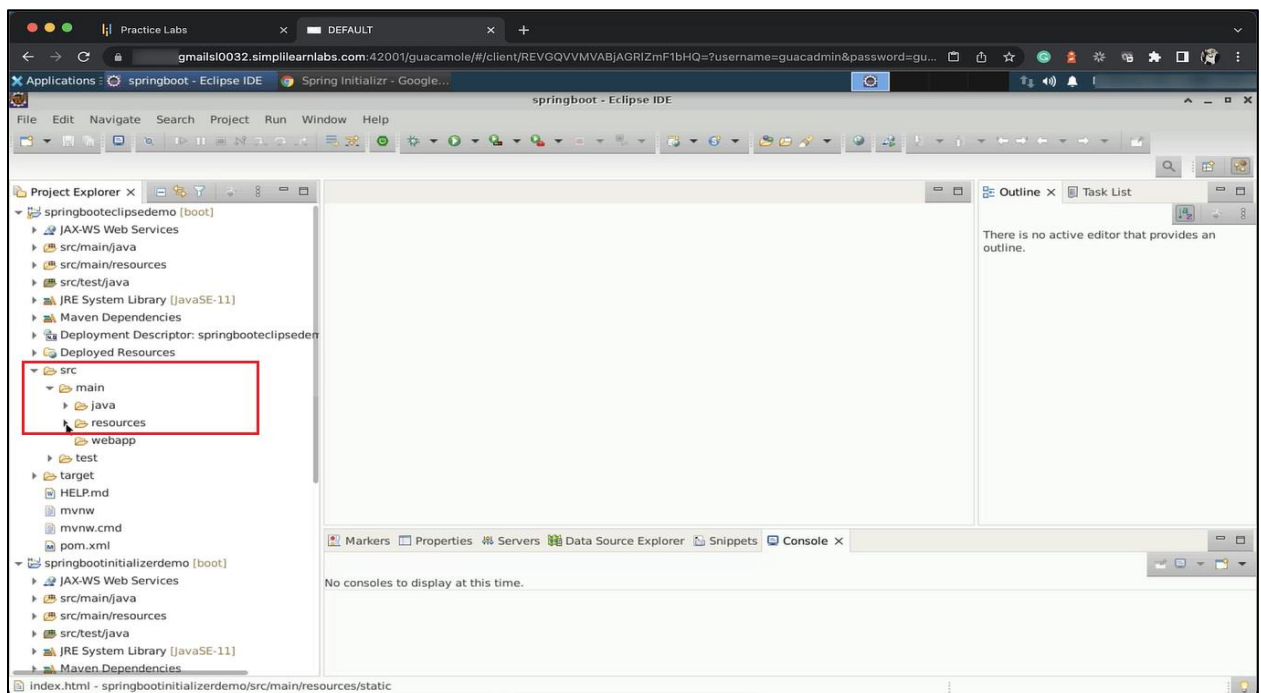 Practice Labs
DEFAULT
gmailsl0032.simplilearnlabs.com:42001/guacamole/#/client/REVGQVVMVABjAGRIZmF1bHQ=?username=guacadmin&password=gu...
Applications
springboot - Eclipse IDE
Spring Initializr - Google...
springboot - Eclipse IDE
File Edit Navigate Search Project Run Window Help
Project Explorer
Outline
Task List
springbooteclipsedemo [boot]
JAX-WS Web Services
src/main/java
src/main/resources
src/test/java
JRE System Library [JavaSE-11]
Maven Dependencies
Deployment Descriptor: springbooteclipseden
Deployed Resources
src
main
java
resources
webapp
test
target
HELP.md
mvnw
mvnw.cmd
pom.xml
springbootinitializerdemo [boot]
JAX-WS Web Services
src/main/java
src/main/resources
src/test/java
JRE System Library [JavaSE-11]
Maven Dependencies
There is no active editor that provides an
outline.
Markers Properties Servers Data Source Explorer Snippets Console
No consoles to display at this time.
index.html - springbootinitializerdemo/src/main/resources/static